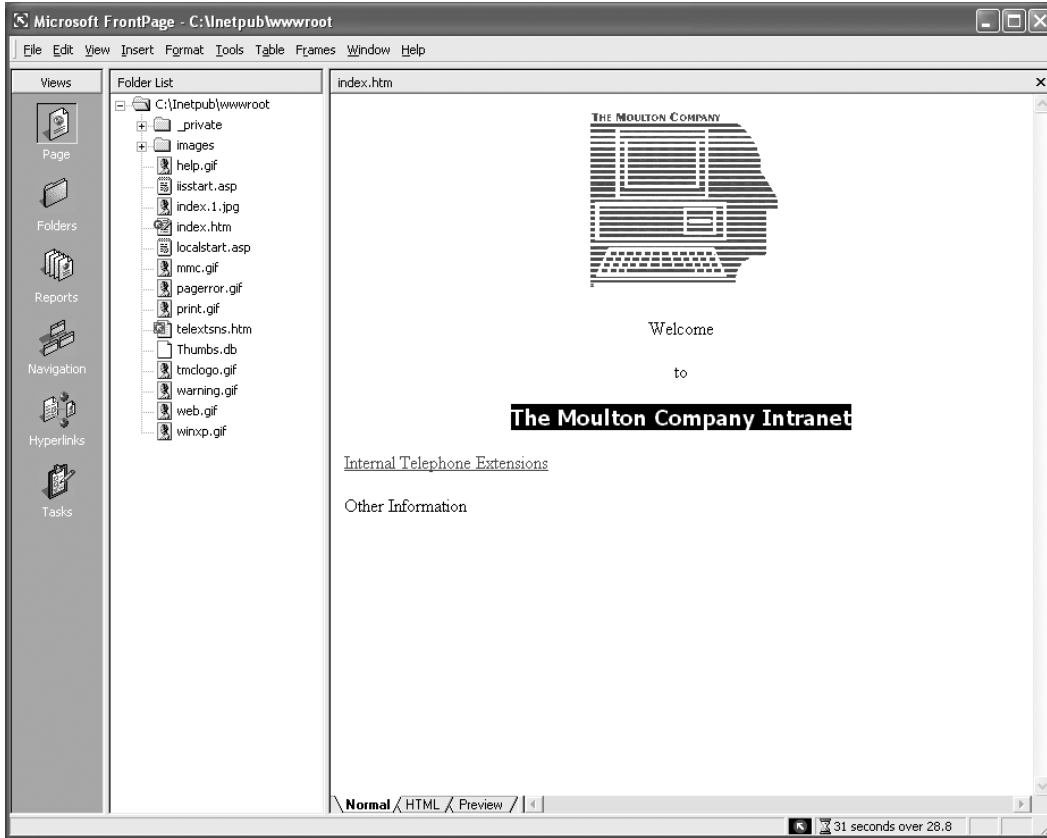 Microsoft FrontPage - C:\Inetpub\wwwroot
File Edit View Insert Format Tools Table Frames Window Help
Views
Page
Folders
Reports
Navigation
Hyperlinks
Tasks
Folder List
C:\Inetpub\wwwroot
_private
images
help.gif
iisstart.asp
index.1.jpg
index.htm
localstart.asp
mmc.gif
pagerror.gif
print.gif
telextsns.htm
Thumbs.db
tmclogo.gif
warning.gif
web.gif
winxp.gif
index.htm
THE MOULTON COMPANY
Welcome
to
The Moulton Company Intranet
Internal Telephone Extensions
Other Information
Normal HTML Preview
31 seconds over 28.8